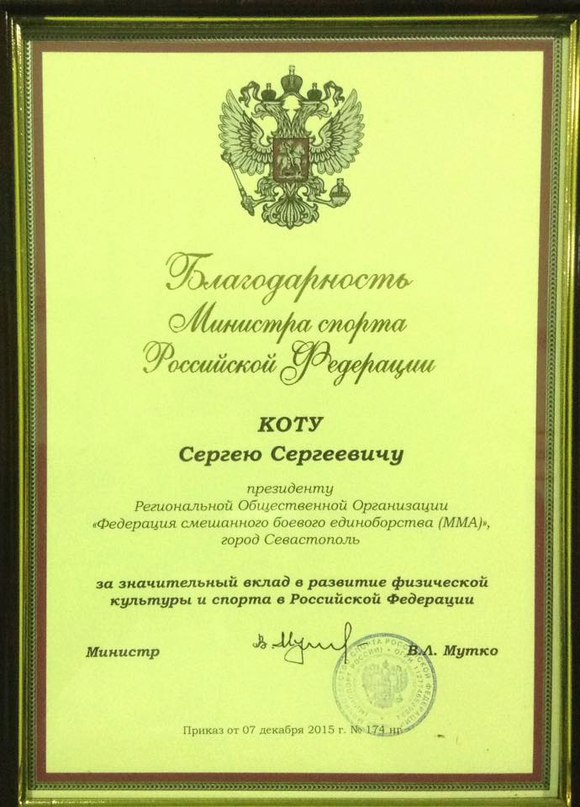 Благодарность
Министра спорта
Российской Федерации
КОТУ
Сергею Сергеевичу
президенту
Региональной Общественной Организации
«Федерация смешанного боевого единоборства (ММА)»,
город Севастополь
за значительный вклад в развитие физической
культуры и спорта в Российской Федерации
Министр
В.Л. Мутко
Приказ от 07 декабря 2015 г. № 174 нг